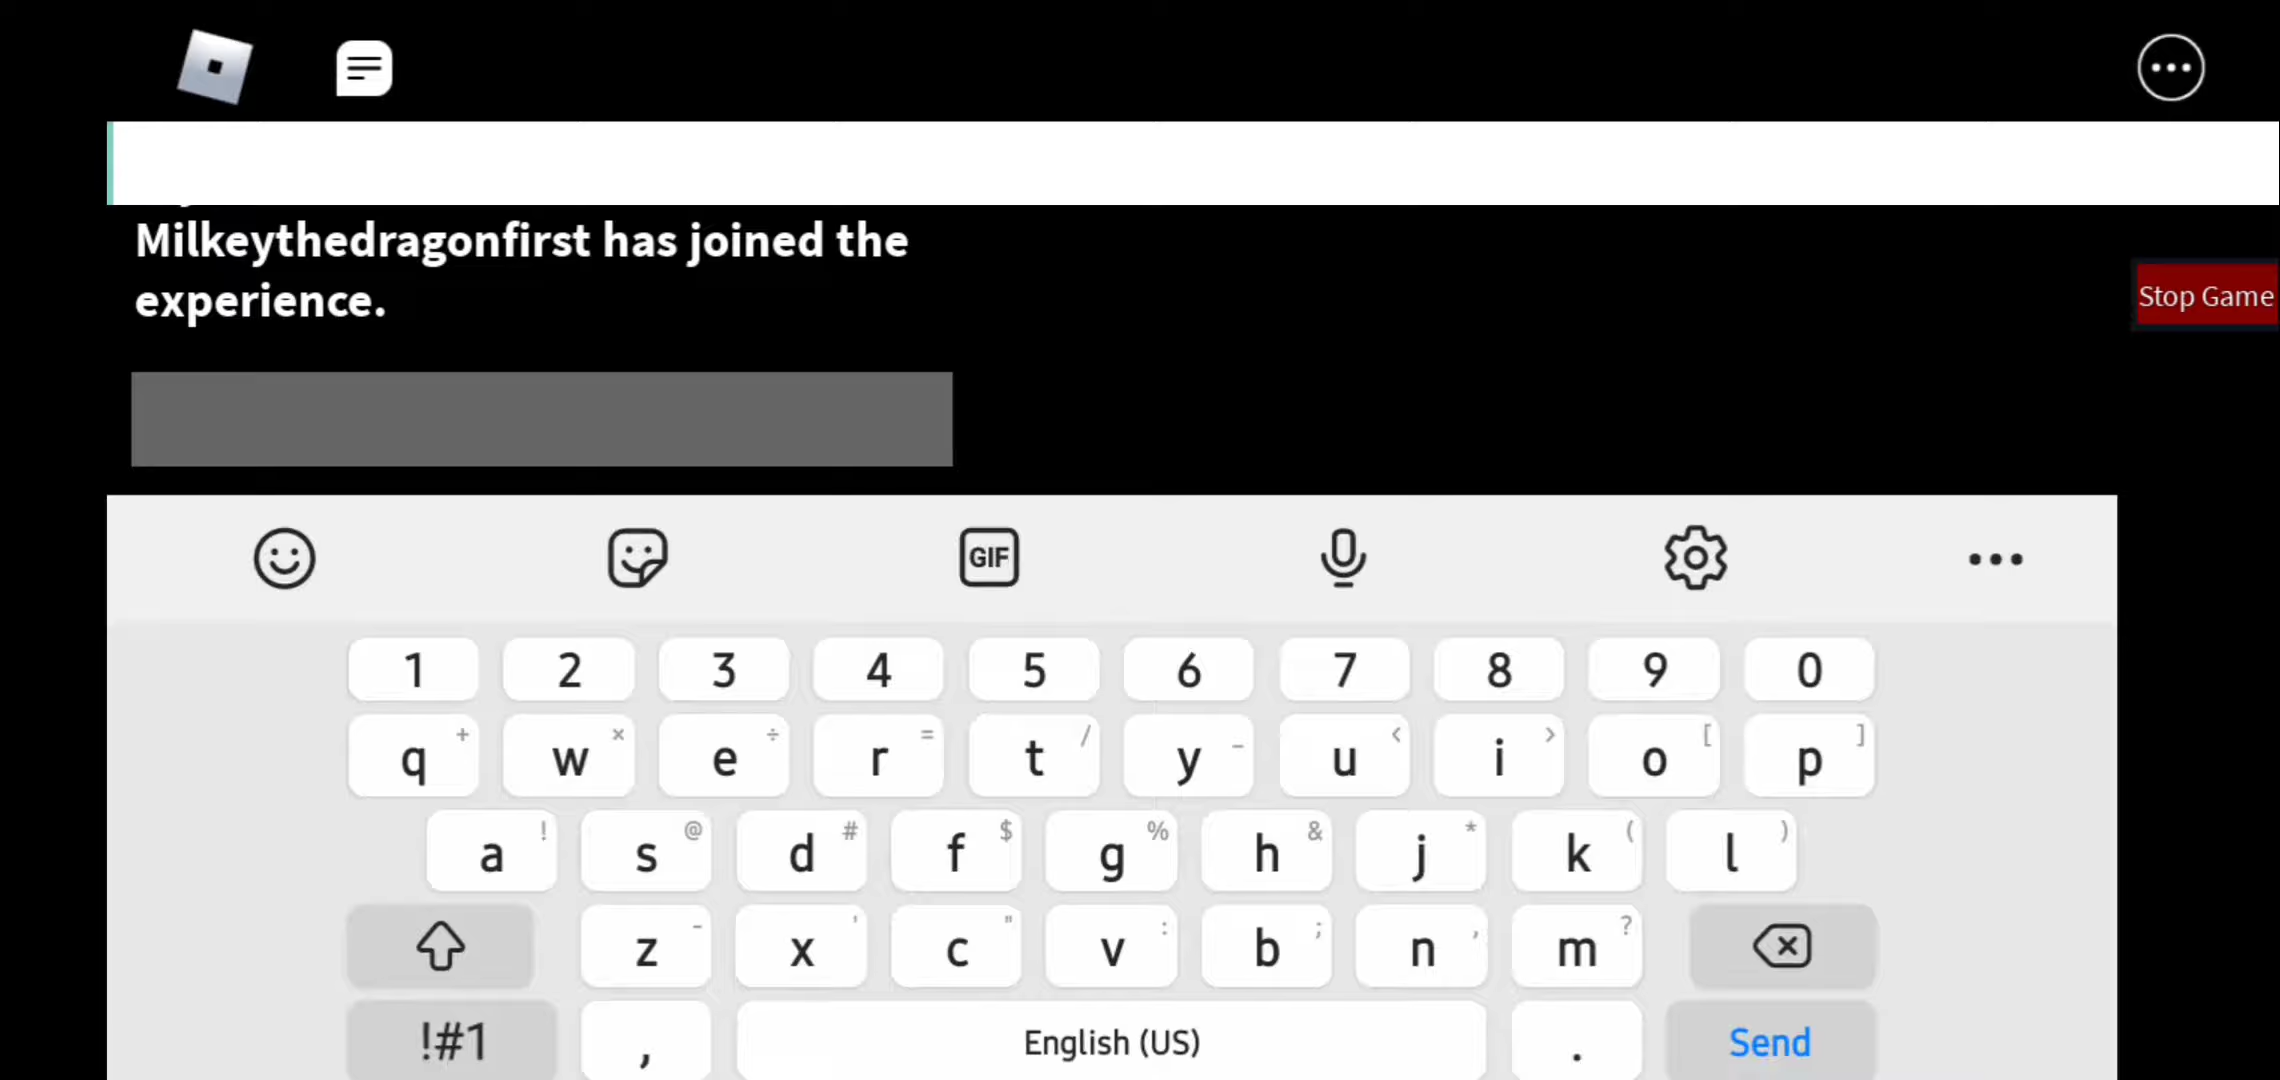 Milkeythedragonfirst has joined the
experience.
Stop Game
GIF
1 2 3 4 5 6 7 8 9 0
q + w × e ÷ r = t / y _ u < i > o [ p ]
a ! s @ d # f $ g % h & j * k ( l )
z - x ' c " v : b ; n , m ?
!#1 , English (US) . Send